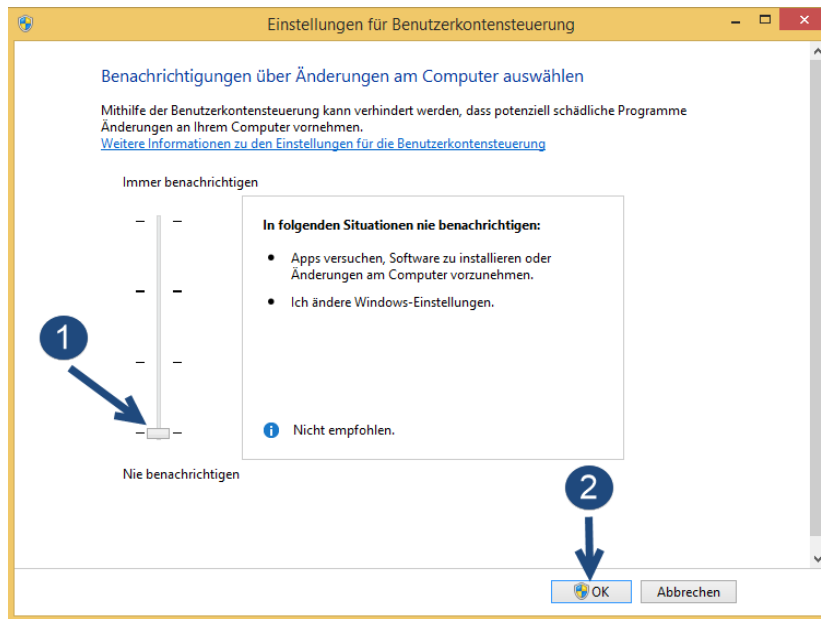 Einstellungen für Benutzerkontensteuerung
Benachrichtigungen über Änderungen am Computer auswählen
Mithilfe der Benutzerkontensteuerung kann verhindert werden, dass potenziell schädliche Programme
Änderungen an Ihrem Computer vornehmen.
Weitere Informationen zu den Einstellungen für die Benutzerkontensteuerung
Immer benachrichtigen
In folgenden Situationen nie benachrichtigen:
• Apps versuchen, Software zu installieren oder
Änderungen am Computer vorzunehmen.
• Ich ändere Windows-Einstellungen.
1
Nicht empfohlen.
Nie benachrichtigen
2
OK Abbrechen